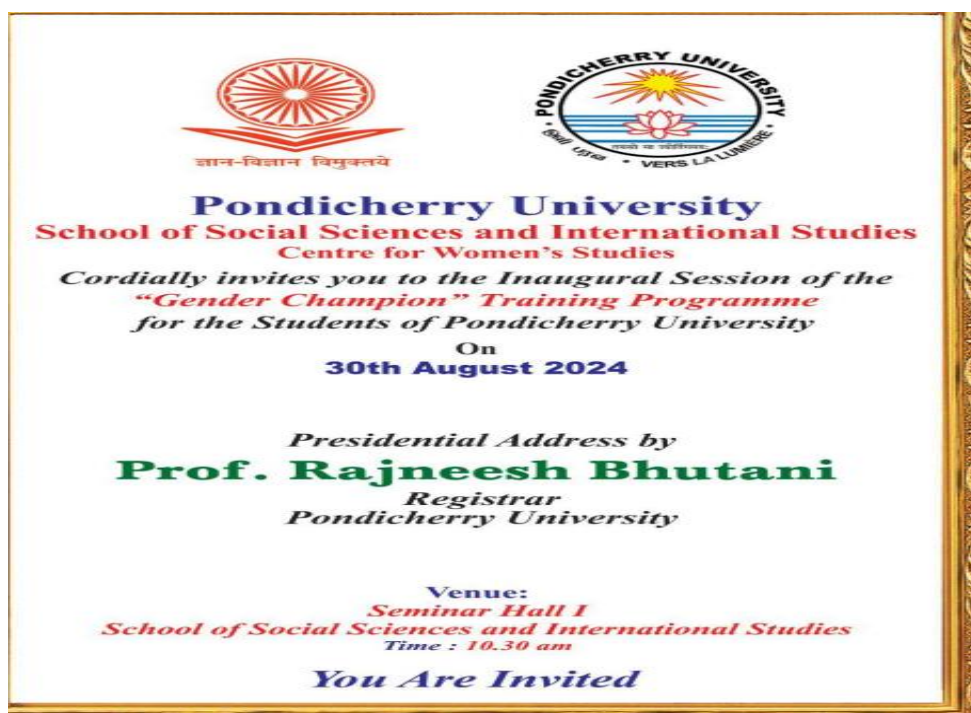 ज्ञान-विज्ञान विमुक्तये
PONDICHERRY UNIVERSITY
VERS LA LUMIÈRE
Pondicherry University
School of Social Sciences and International Studies
Centre for Women's Studies
Cordially invites you to the Inaugural Session of the
“Gender Champion” Training Programme
for the Students of Pondicherry University
On
30th August 2024
Presidential Address by
Prof. Rajneesh Bhutani
Registrar
Pondicherry University
Venue:
Seminar Hall I
School of Social Sciences and International Studies
Time : 10.30 am
You Are Invited